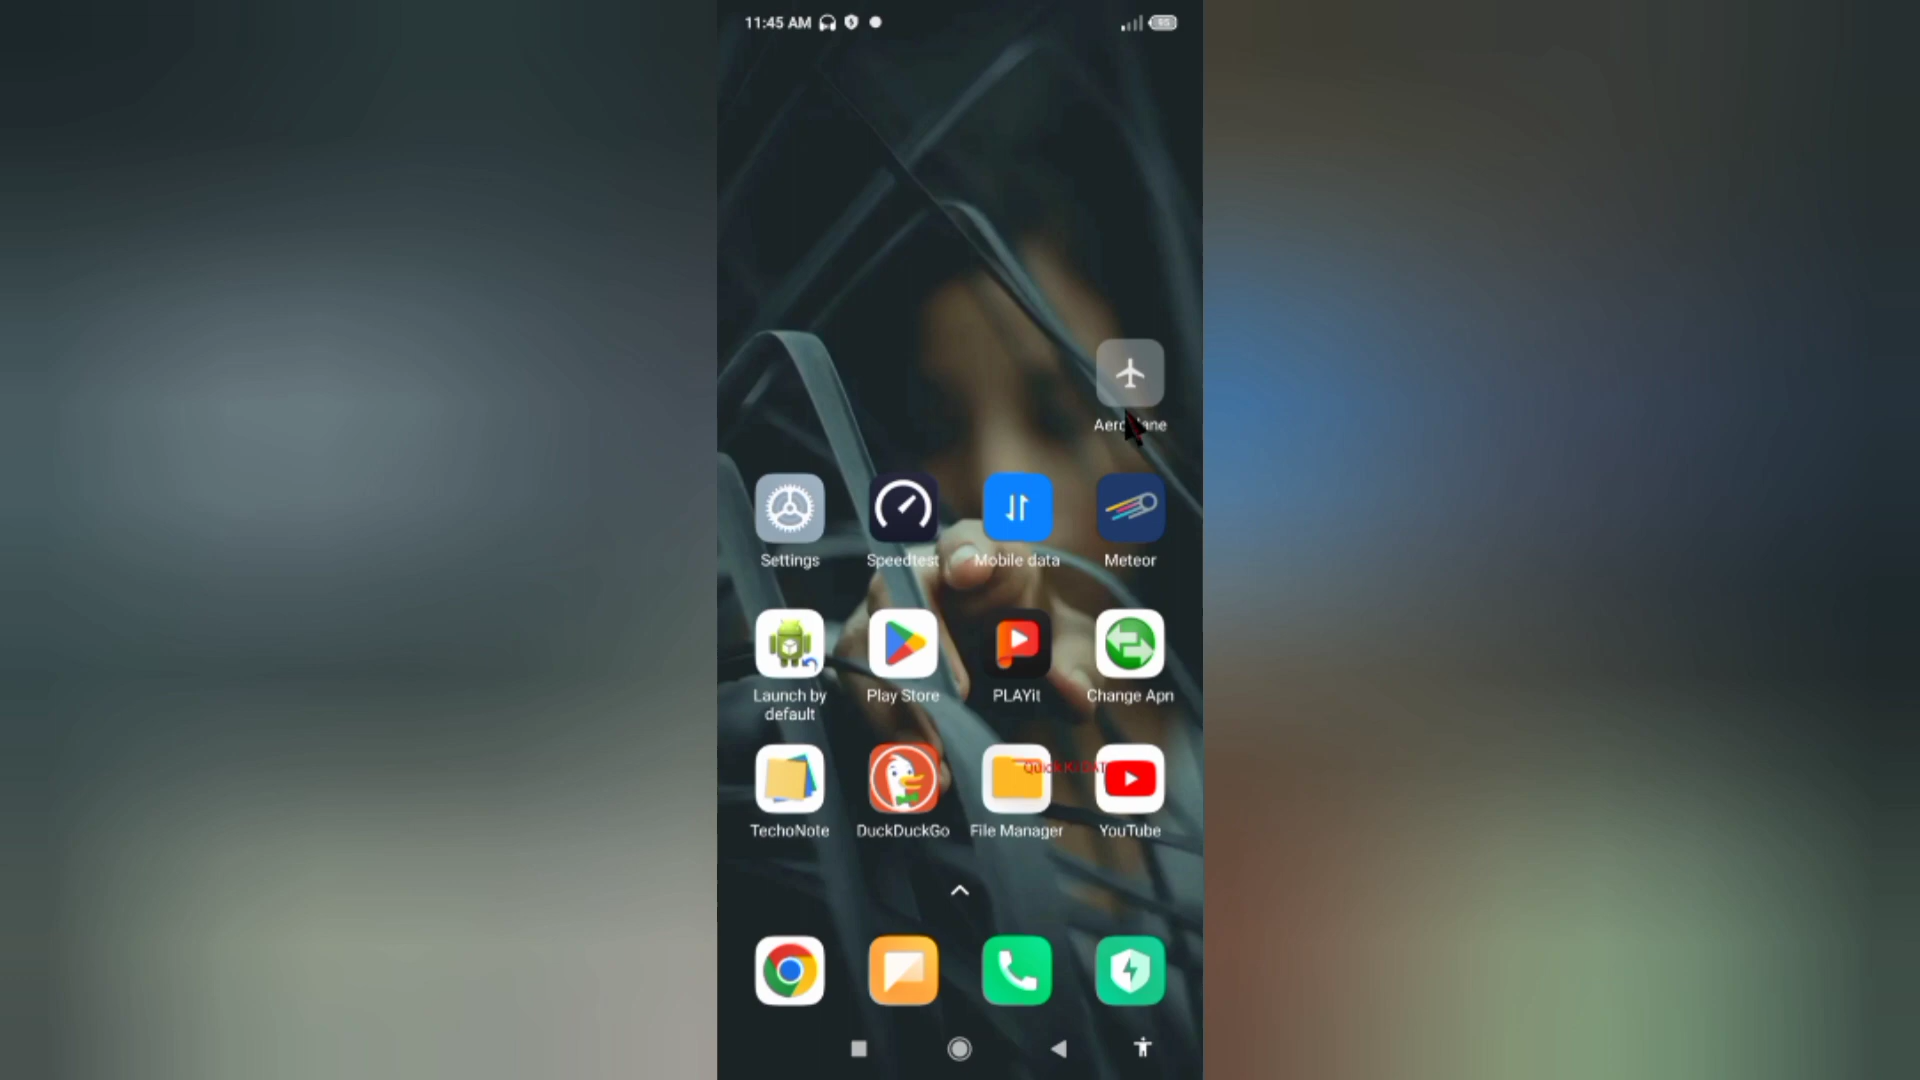 11:45 AM
95
Settings
Speedtest
Mobile data
Meteor
Launch by
default
Play Store
PLAYit
Change Apn
TechoNote
DuckDuckGo
File Manager
YouTube